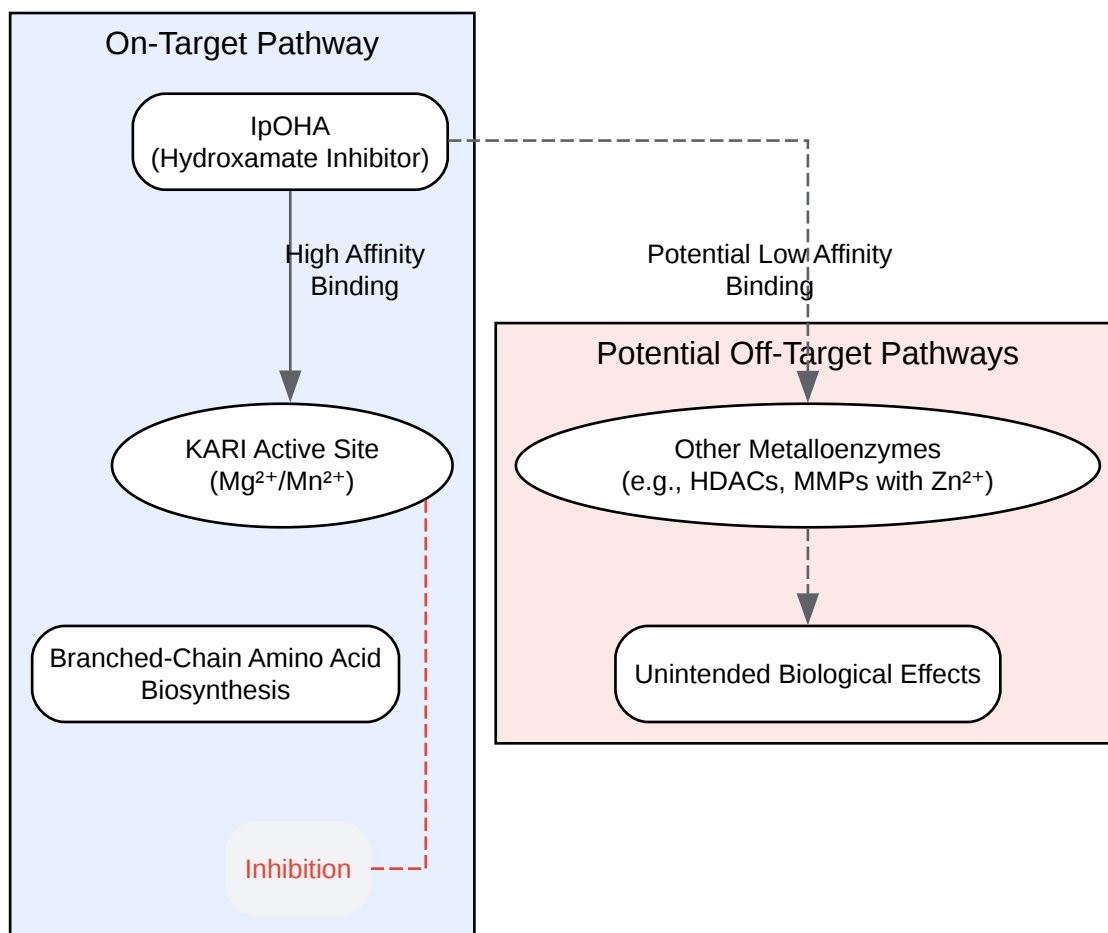 On-Target Pathway
IpOHA
(Hydroxamate Inhibitor)
High Affinity
Binding
Potential Low Affinity
Binding
Potential Off-Target Pathways
KARI Active Site
(Mg²⁺/Mn²⁺)
Other Metalloenzymes
(e.g., HDACs, MMPs with Zn²⁺)
Branched-Chain Amino Acid
Biosynthesis
Unintended Biological Effects
Inhibition